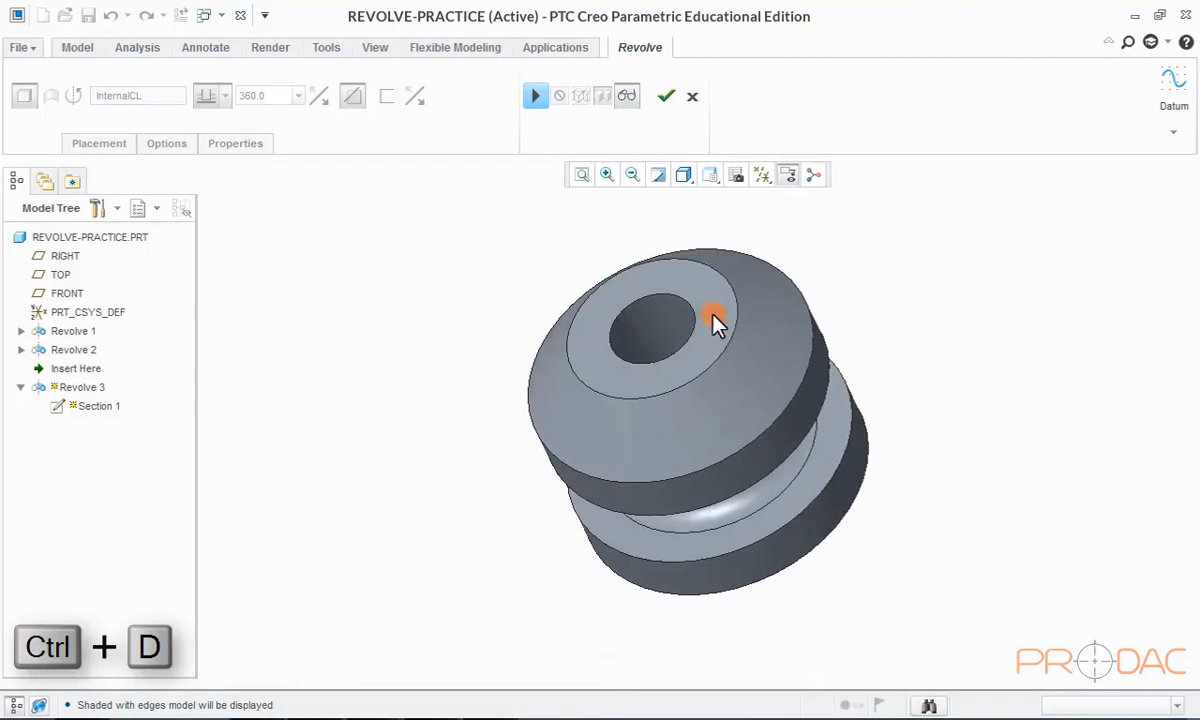 REVOLVE-PRACTICE (Active) - PTC Creo Parametric Educational Edition
File Model Analysis Annotate Render Tools View Flexible Modeling Applications Revolve
InternalCL 360.0
Datum
Placement Options Properties
Model Tree
REVOLVE-PRACTICE.PRT
RIGHT
TOP
FRONT
PRT_CSYS_DEF
Revolve 1
Revolve 2
Insert Here
Revolve 3
Section 1
Ctrl + D
PRODAC
Shaded with edges model will be displayed